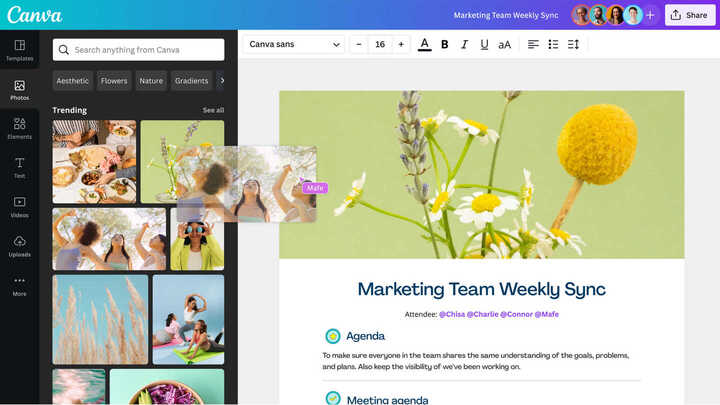 Canva
Marketing Team Weekly Sync
Share
Templates
Photos
Elements
Text
Videos
Uploads
More
Search anything from Canva
Aesthetic
Flowers
Nature
Gradients
Trending
See all
Mafe
Canva sans
− 16 +
A B I U aA
Marketing Team Weekly Sync
Attendee: @Chisa @Charlie @Connor @Mafe
Agenda
To make sure everyone in the team shares the same understanding of the goals, problems,
and plans. Also keep the visibility of we've been working on.
Meeting agenda